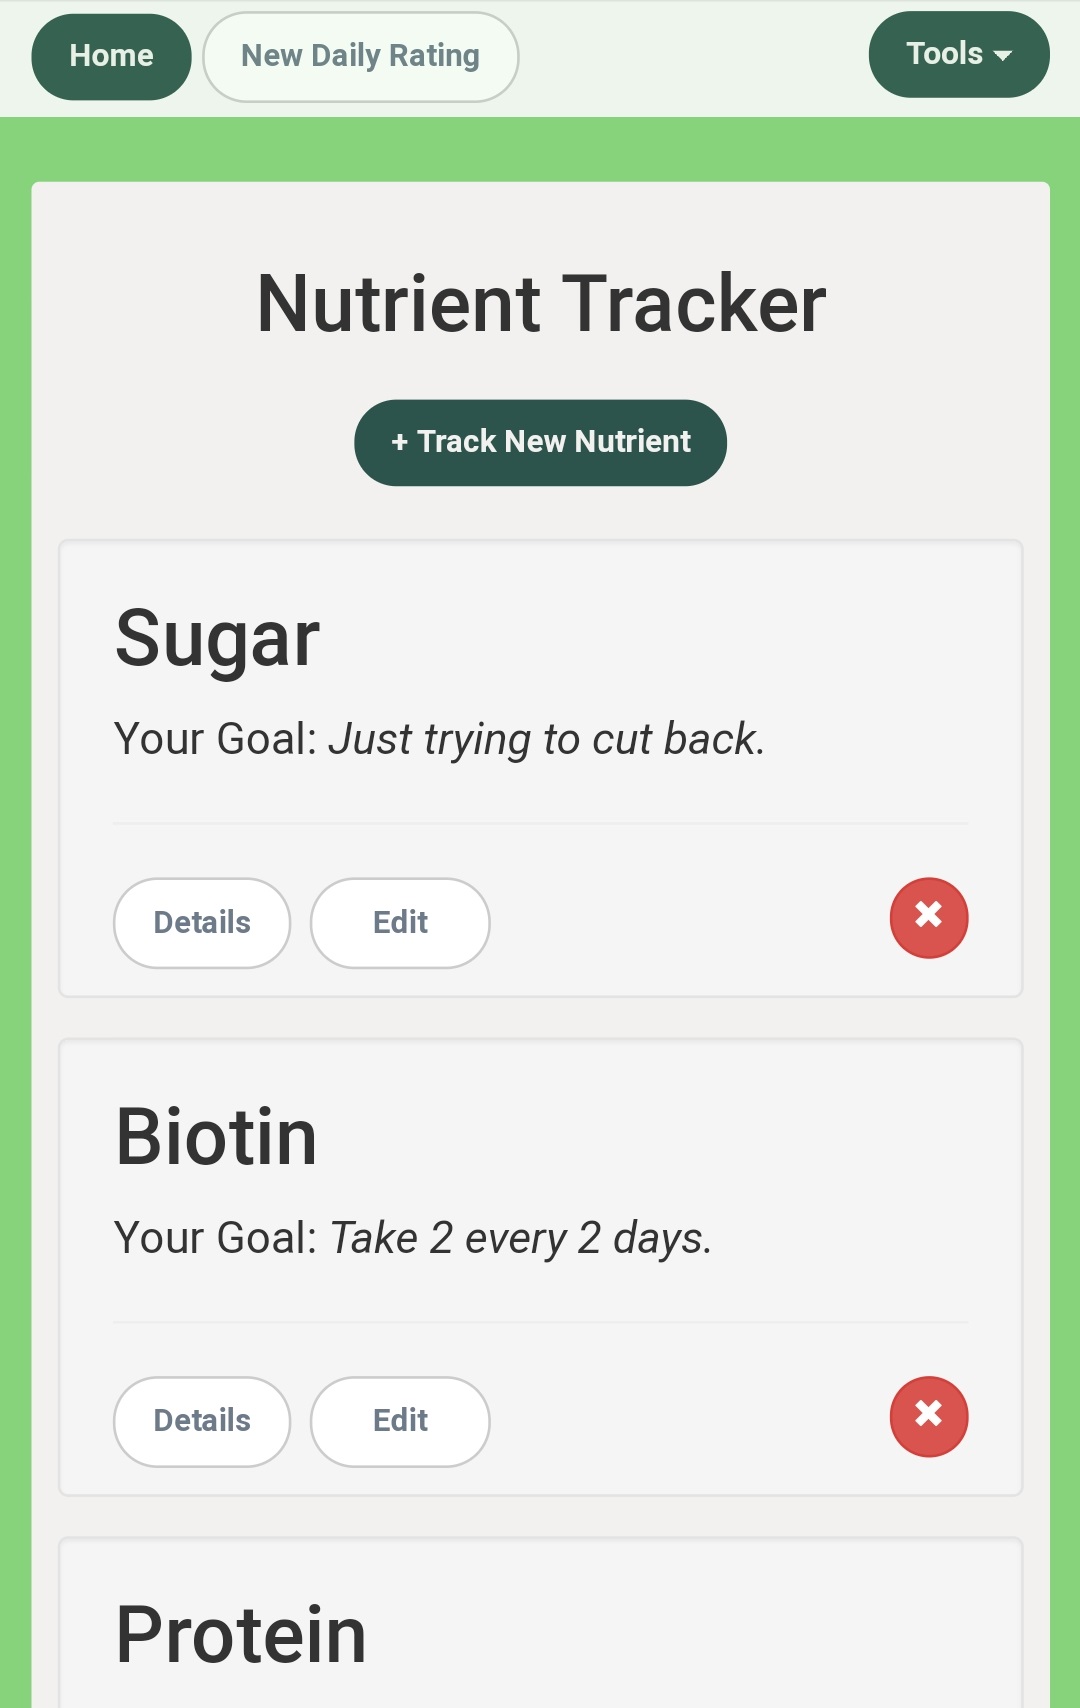 Home New Daily Rating Tools
Nutrient Tracker
+ Track New Nutrient
Sugar
Your Goal: Just trying to cut back.
Details Edit
Biotin
Your Goal: Take 2 every 2 days.
Details Edit
Protein